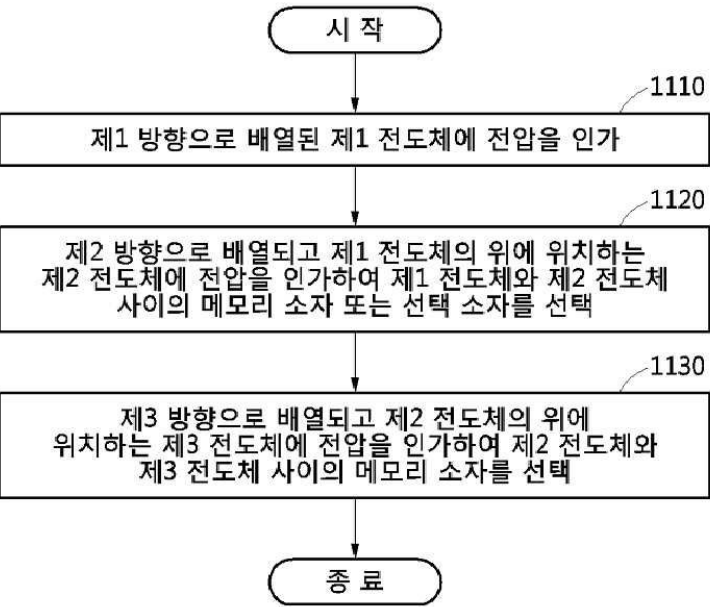 시 작
1110
제1 방향으로 배열된 제1 전도체에 전압을 인가
1120
제2 방향으로 배열되고 제1 전도체의 위에 위치하는
제2 전도체에 전압을 인가하여 제1 전도체와 제2 전도체
사이의 메모리 소자 또는 선택 소자를 선택
1130
제3 방향으로 배열되고 제2 전도체의 위에
위치하는 제3 전도체에 전압을 인가하여 제2 전도체와
제3 전도체 사이의 메모리 소자를 선택
종 료